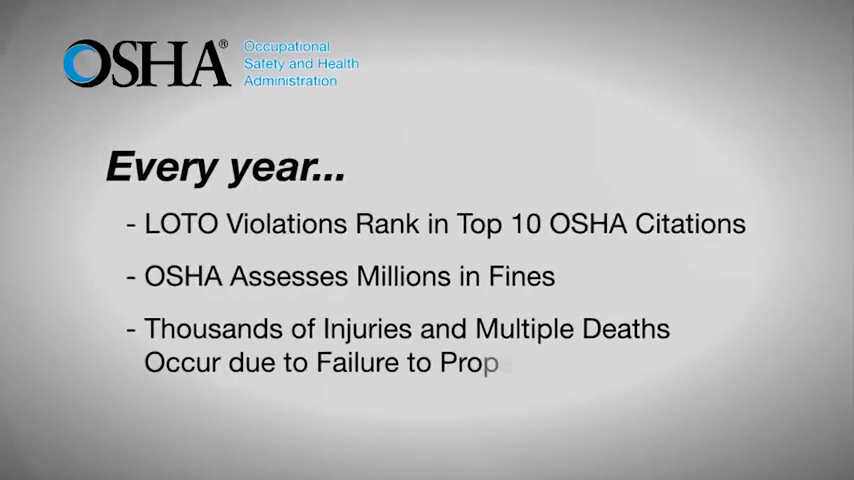 OSHA® Occupational
Safety and Health
Administration
Every year...
- LOTO Violations Rank in Top 10 OSHA Citations
- OSHA Assesses Millions in Fines
- Thousands of Injuries and Multiple Deaths
Occur due to Failure to Prop